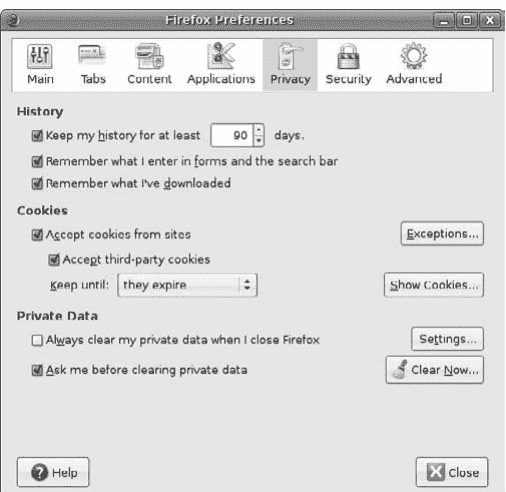 Firefox Preferences
Main Tabs Content Applications Privacy Security Advanced
History
Keep my history for at least 90 days.
Remember what I enter in forms and the search bar
Remember what I've downloaded
Cookies
Accept cookies from sites Exceptions...
Accept third-party cookies
Keep until: they expire Show Cookies...
Private Data
Always clear my private data when I close Firefox Settings...
Ask me before clearing private data Clear Now...
Help Close